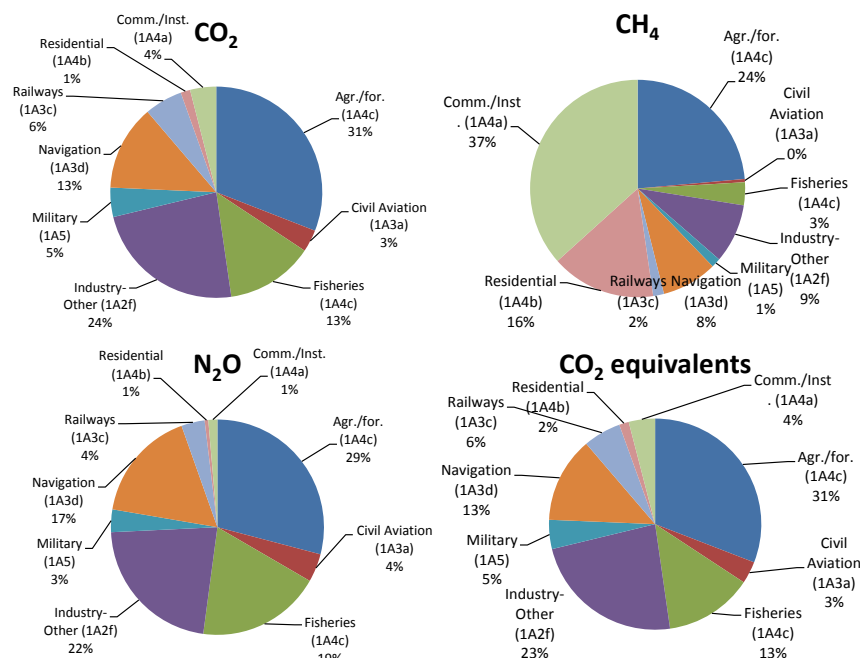 CO2
Comm./Inst.
(1A4a)
4%
Residential
(1A4b)
1%
Railways
(1A3c)
6%
Navigation
(1A3d)
13%
Military
(1A5)
5%
Industry-
Other (1A2f)
24%
Agr./for.
(1A4c)
31%
Civil Aviation
(1A3a)
3%
Fisheries
(1A4c)
13%
CH4
Agr./for.
(1A4c)
24%
Civil
Aviation
(1A3a)
0%
Fisheries
(1A4c)
3%
Industry-
Other
(1A2f)
9%
Military
(1A5)
1%
Navigation
(1A3d)
8%
Railways
(1A3c)
2%
Residential
(1A4b)
16%
Comm./Inst
. (1A4a)
37%
N2O
Residential
(1A4b)
1%
Comm./Inst.
(1A4a)
1%
Railways
(1A3c)
4%
Navigation
(1A3d)
17%
Military
(1A5)
3%
Industry-
Other (1A2f)
22%
Agr./for.
(1A4c)
29%
Civil Aviation
(1A3a)
4%
Fisheries
(1A4c)
CO2 equivalents
Residential
(1A4b)
2%
Comm./Inst
. (1A4a)
4%
Railways
(1A3c)
6%
Navigation
(1A3d)
13%
Military
(1A5)
5%
Industry-
Other
(1A2f)
23%
Agr./for.
(1A4c)
31%
Civil
Aviation
(1A3a)
3%
Fisheries
(1A4c)
13%